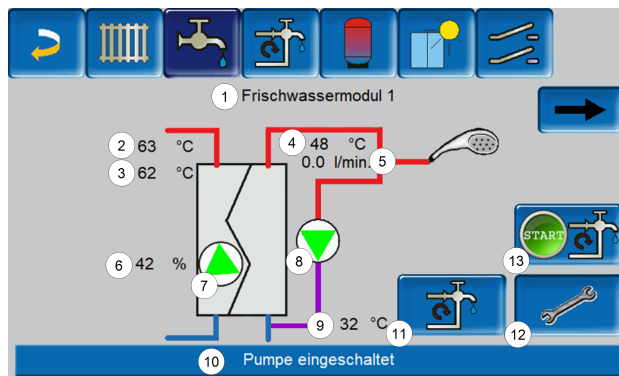 1 Frischwassermodul 1
2 63 °C
4 48 °C
0.0 l/min. 5
3 62 °C
START
13
6 42 %
7
8
9 32 °C
11
12
10 Pumpe eingeschaltet